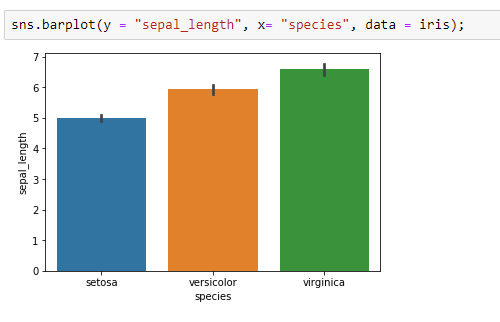 sns.barplot(y = "sepal_length", x= "species", data = iris);
7
6
5
4
3
2
1
0
sepal_length
setosa versicolor virginica
species